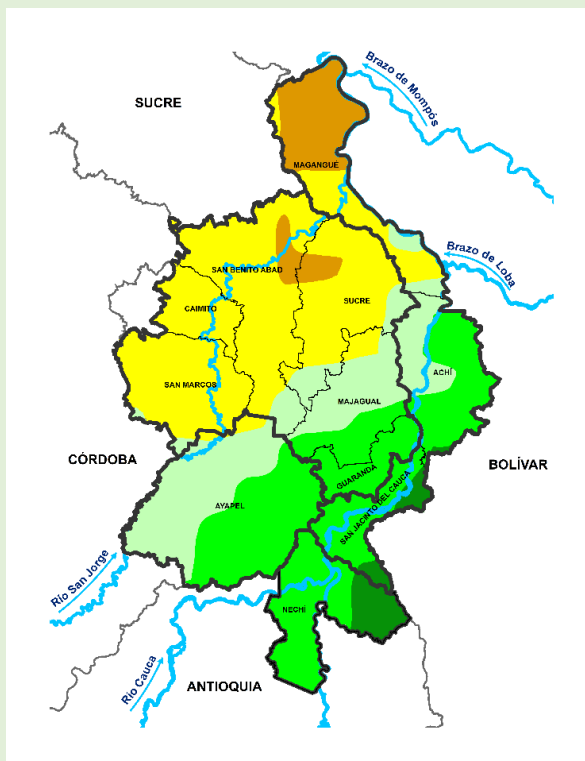 Brazo de Mompós
SUCRE
MAGANGUÉ
Brazo de Loba
SAN BENITO ABAD
SUCRE
CAIMITO
SAN MARCOS
ACHÍ
MAJAGUAL
CÓRDOBA
BOLÍVAR
GUARANDA
SAN JACINTO DEL CAUCA
AYAPEL
Río San Jorge
NECHÍ
ANTIOQUIA
Río Cauca